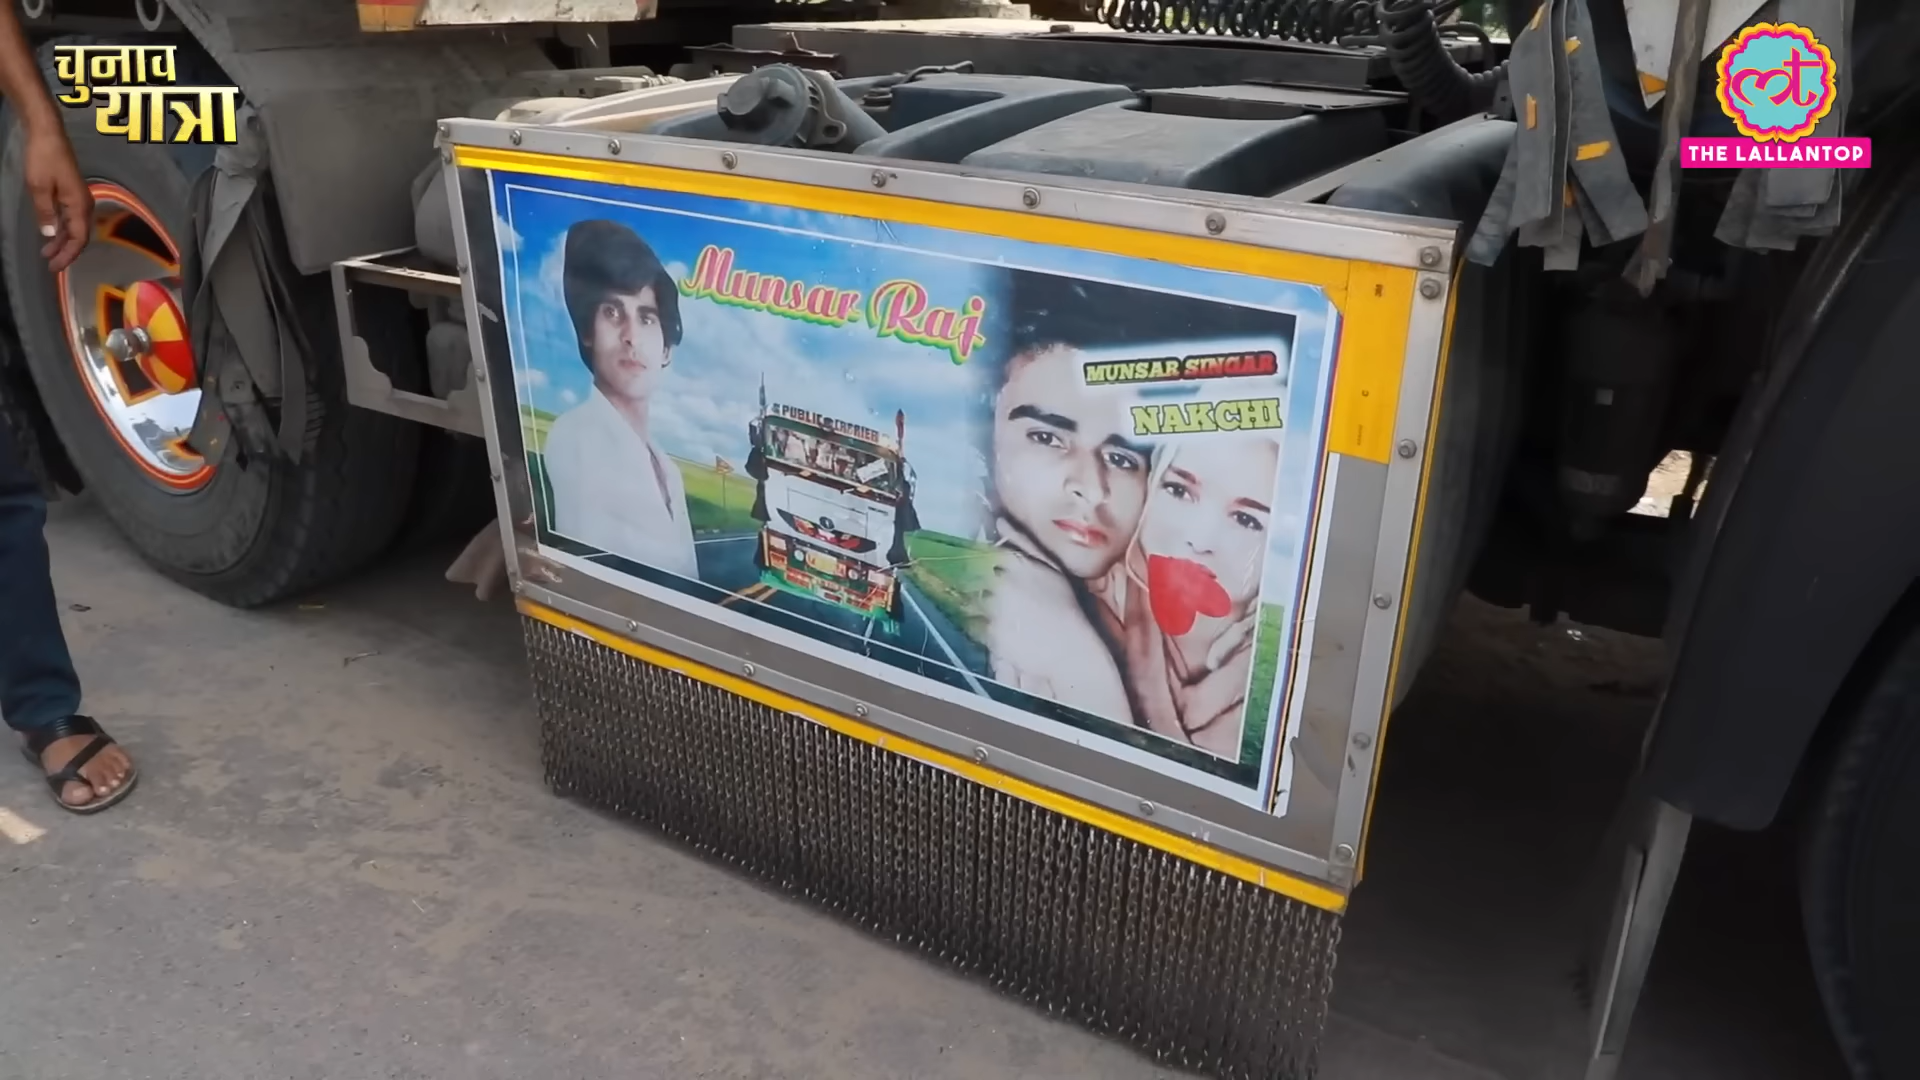 चुनाव
यात्रा
THE LALLANTOP
Munsar Raj
MUNSAR SINGAR
NAKCHI
PUBLIC CARRIER